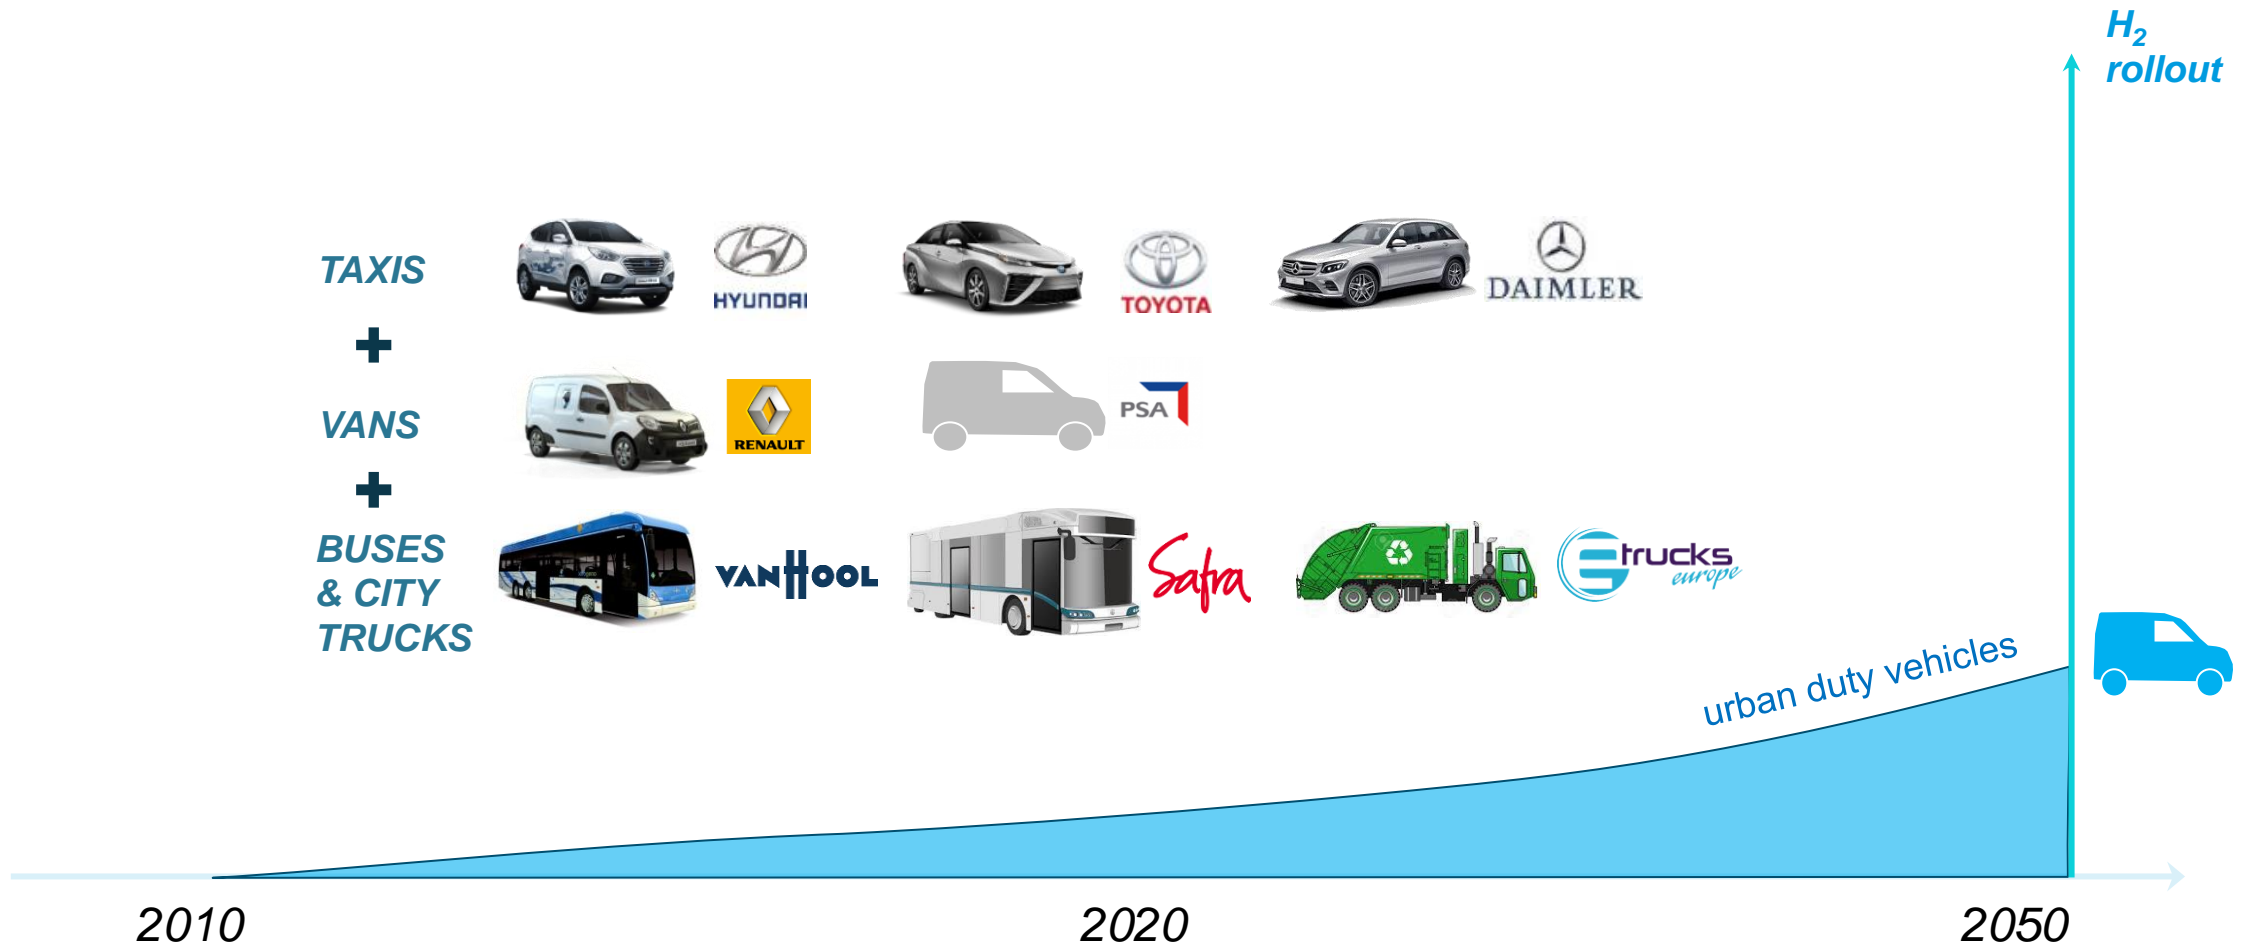 H2
rollout
TAXIS
HYUNDAI
TOYOTA
DAIMLER
VANS
RENAULT
PSA
BUSES
& CITY
TRUCKS
VANHOOL
Safra
Etrucks
europe
urban duty vehicles
2010
2020
2050